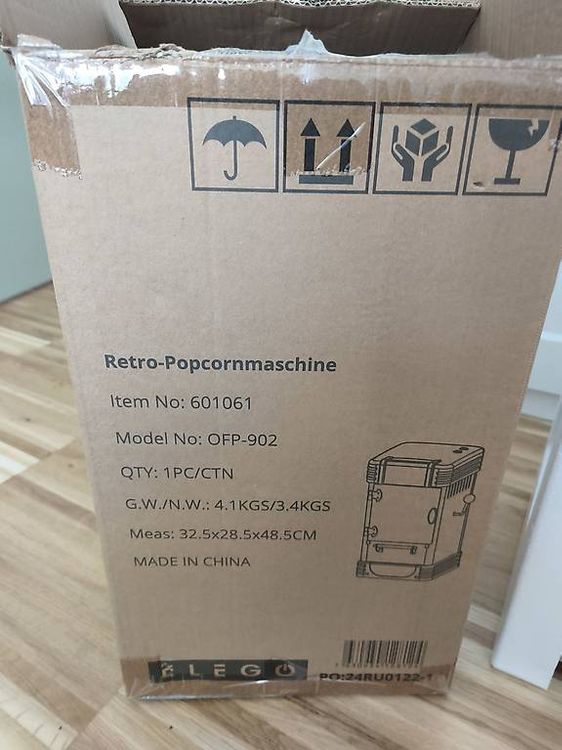 Retro-Popcornmaschine
Item No: 601061
Model No: OFP-902
QTY: 1PC/CTN
G.W./N.W.: 4.1KGS/3.4KGS
Meas: 32.5x28.5x48.5CM
MADE IN CHINA
PO:24RU0122-1